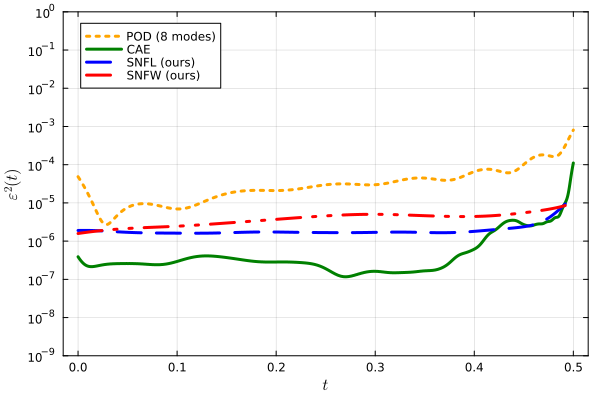 10^0
10^-1
10^-2
10^-3
10^-4
10^-5
10^-6
10^-7
10^-8
10^-9
ε^2(t)
POD (8 modes)
CAE
SNFL (ours)
SNFW (ours)
0.0 0.1 0.2 0.3 0.4 0.5
t